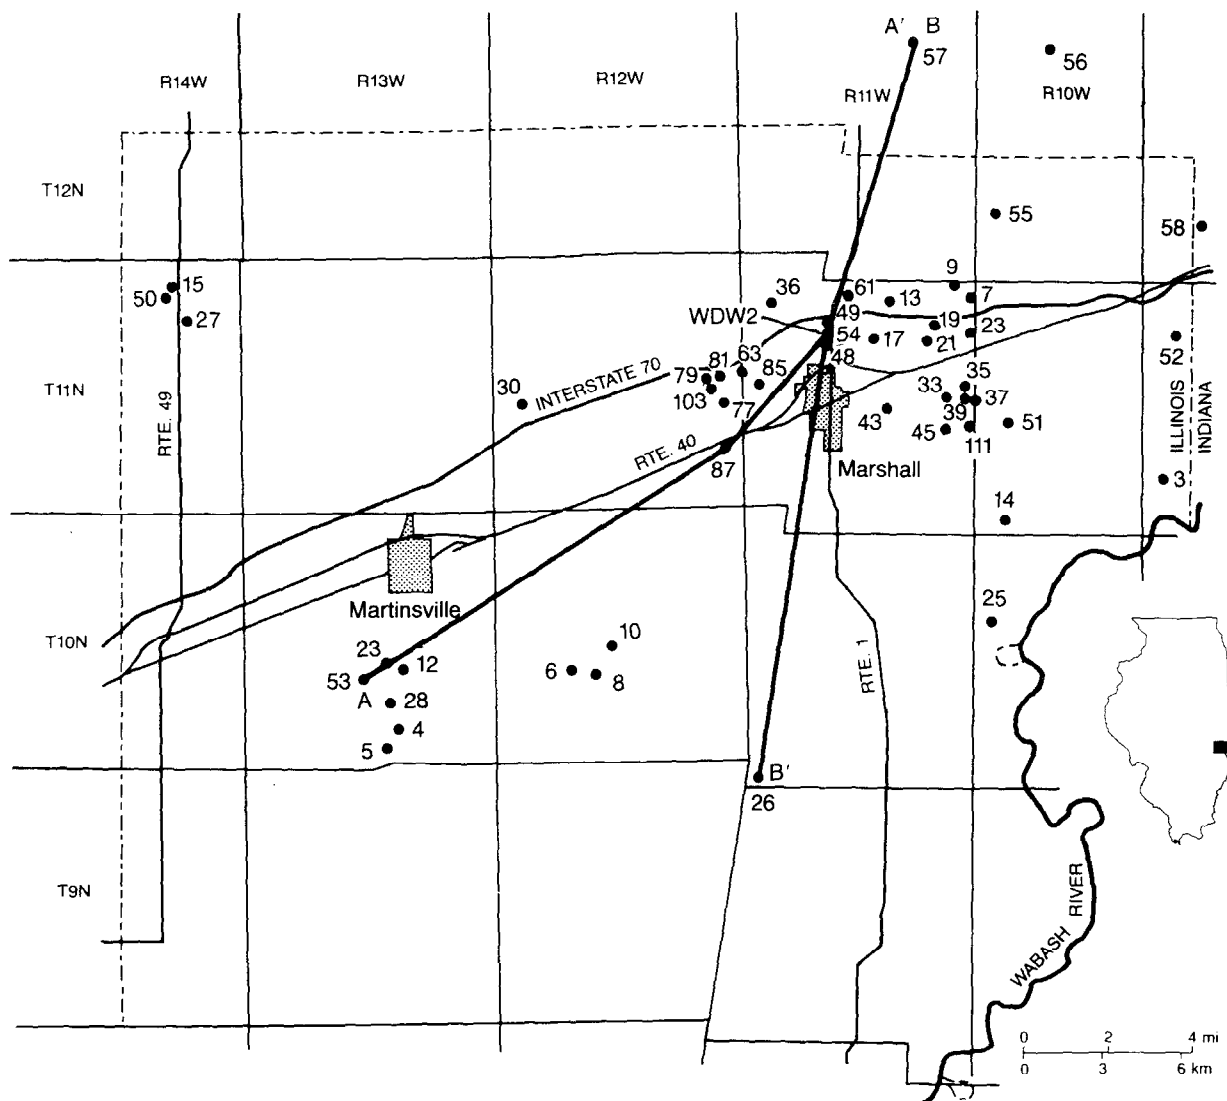 A' B
57
56
R14W
R13W
R12W
R11W
R10W
T12N
55
58
9
15
50
27
36
61
13
7
WDW2
49
19
23
54
17
21
52
48
63
81
85
79
35
30
INTERSTATE 70
103
77
33
37
39
43
51
45
111
T11N
RTE. 49
RTE. 40
87
Marshall
ILLINOIS
INDIANA
3
14
Martinsville
25
T10N
10
23
12
6
8
53
A
28
4
5
RTE. 1
B'
26
T9N
WABASH RIVER
0 2 4 mi
0 3 6 km